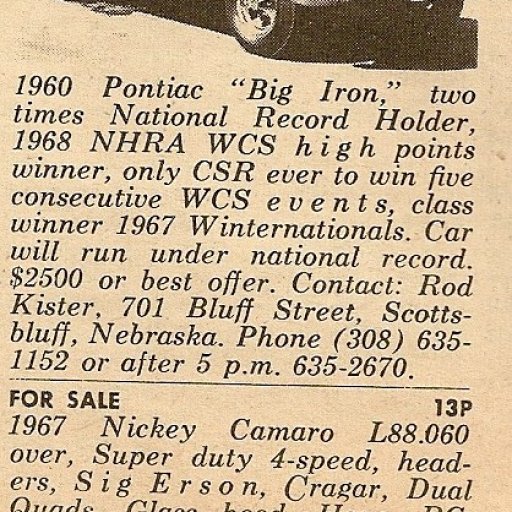 1960 Pontiac “Big Iron,” two
times National Record Holder,
1968 NHRA WCS high points
winner, only CSR ever to win five
consecutive WCS events, class
winner 1967 Winternationals. Car
will run under national record.
$2500 or best offer. Contact: Rod
Kister, 701 Bluff Street, Scotts-
bluff, Nebraska. Phone (308) 635-
1152 or after 5 p.m. 635-2670.
FOR SALE 13P
1967 Nickey Camaro L88.060
over, Super duty 4-speed, head-
ers, Sig Erson, Cragar, Dual
Quads, Glass hood